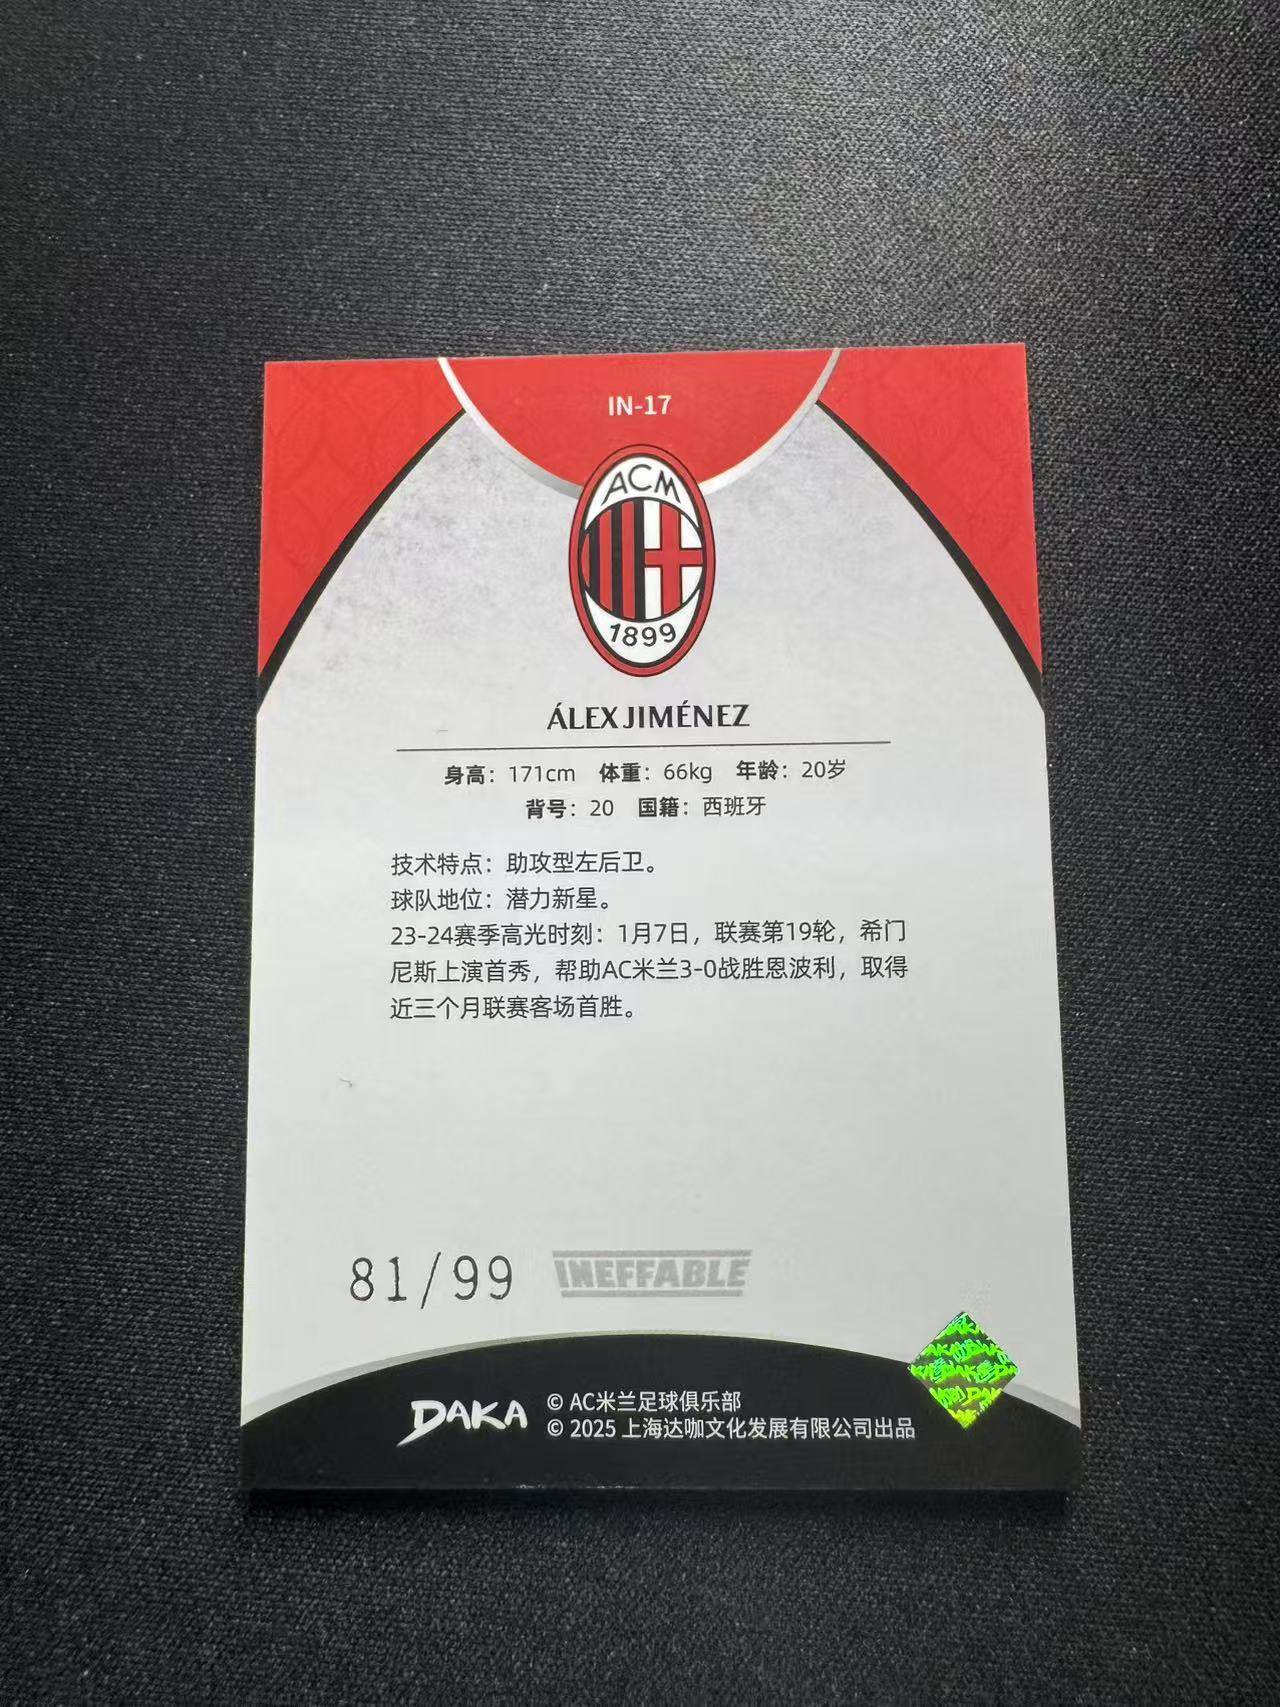 IN-17
ACM
1899
ÁLEX JIMÉNEZ
身高：171cm 体重：66kg 年龄：20岁
背号：20 国籍：西班牙
技术特点：助攻型左后卫。
球队地位：潜力新星。
23-24赛季高光时刻：1月7日，联赛第19轮，希门
尼斯上演首秀，帮助AC米兰3-0战胜恩波利，取得
近三个月联赛客场首胜。
81/99
INEFFABLE
DAKA
© AC米兰足球俱乐部
© 2025 上海达咖文化发展有限公司出品